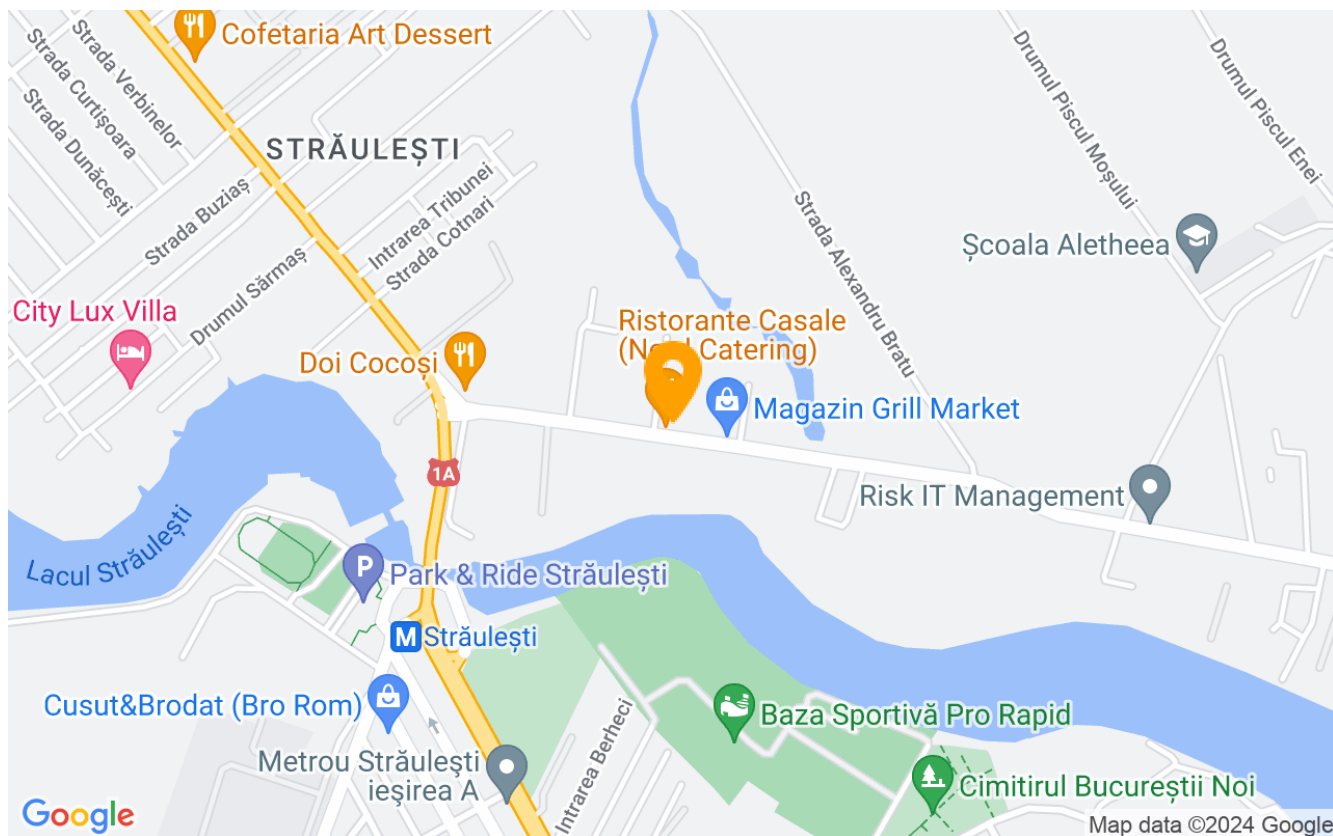 Cofetaria Art Dessert
Strada Verbinelor
Strada Curtișoara
Strada Dunăcești
STRĂULEȘTI
Strada Buziaș
Intrarea Tribunei
Strada Cotnari
Drumul Sărmaș
City Lux Villa
Doi Cocoși
Drumul Piscul Moșului
Drumul Piscul Enei
Școala Aletheea
Strada Alexandru Bratu
Ristorante Casale
Catering)
Magazin Grill Market
1A
Risk IT Management
Lacul Străulești
P
Park & Ride Străulești
M Străulești
Cusut&Brodat (Bro Rom)
Metrou Străuleşti
ieşirea A
Intrarea Berheci
Baza Sportivă Pro Rapid
Cimitirul Bucureștii Noi
Google
Map data ©2024 Google